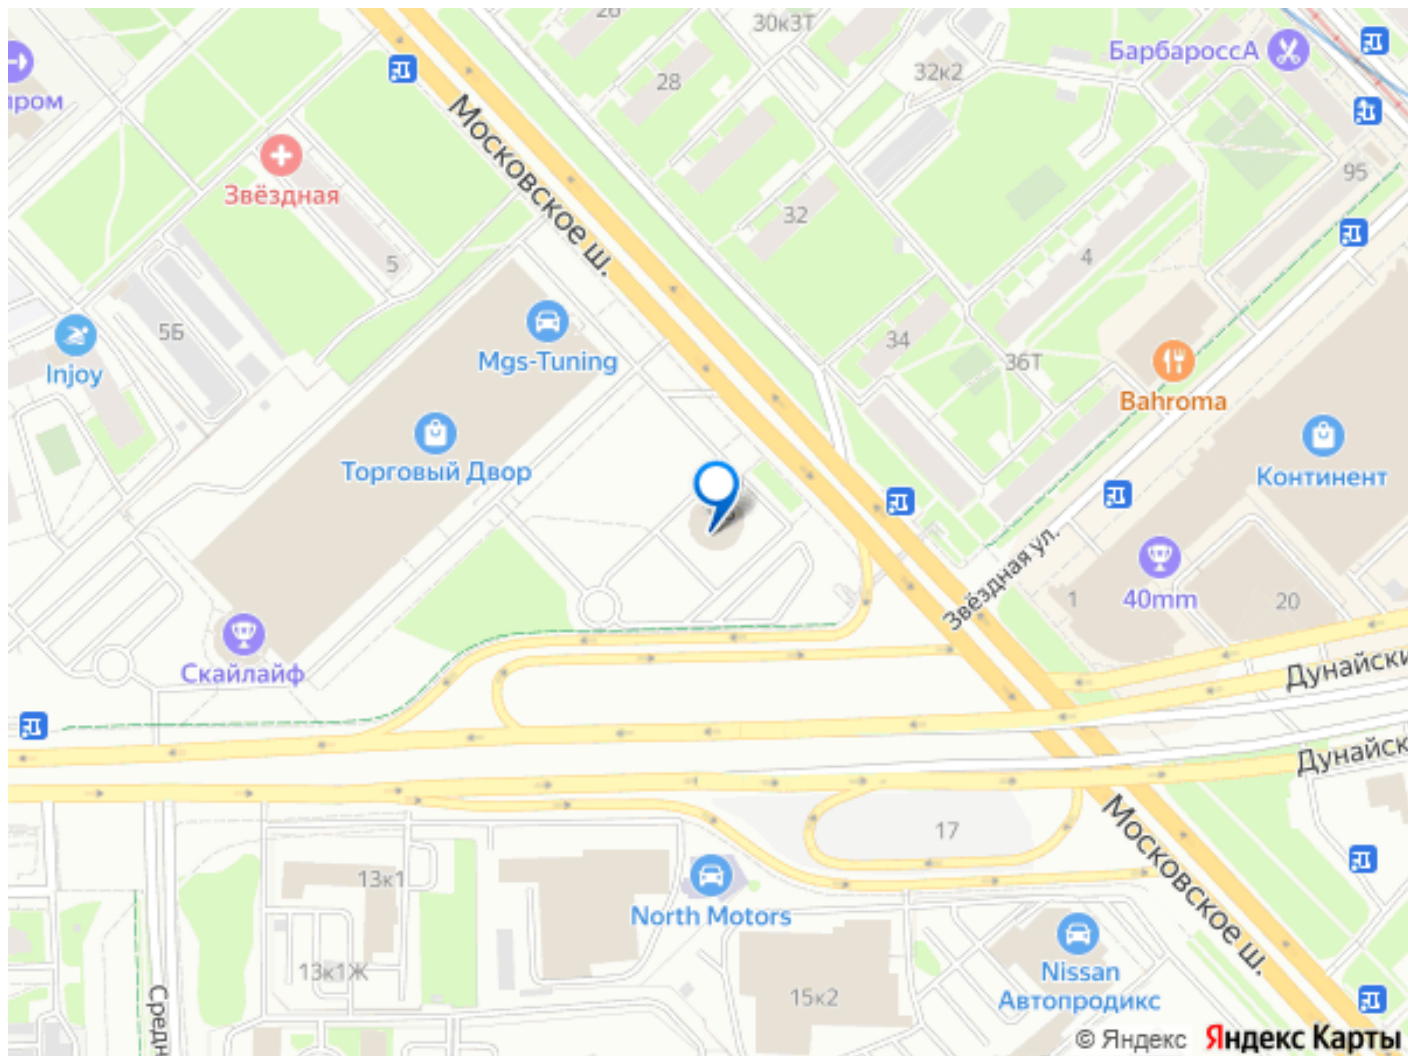 30к3Т
БарбароссА
28
32к2
пром
Московское ш.
Звёздная
95
32
5
4
5Б
34
36Т
Mgs-Tuning
Injoy
Bahroma
Торговый Двор
Континент
Звёздная ул.
1
40mm
20
Скайлайф
Дунайски
Дунайск
17
Московское ш.
13к1
North Motors
13к1Ж
Nissan
Автопродикс
15к2
Средн
© Яндекс Яндекс Карты